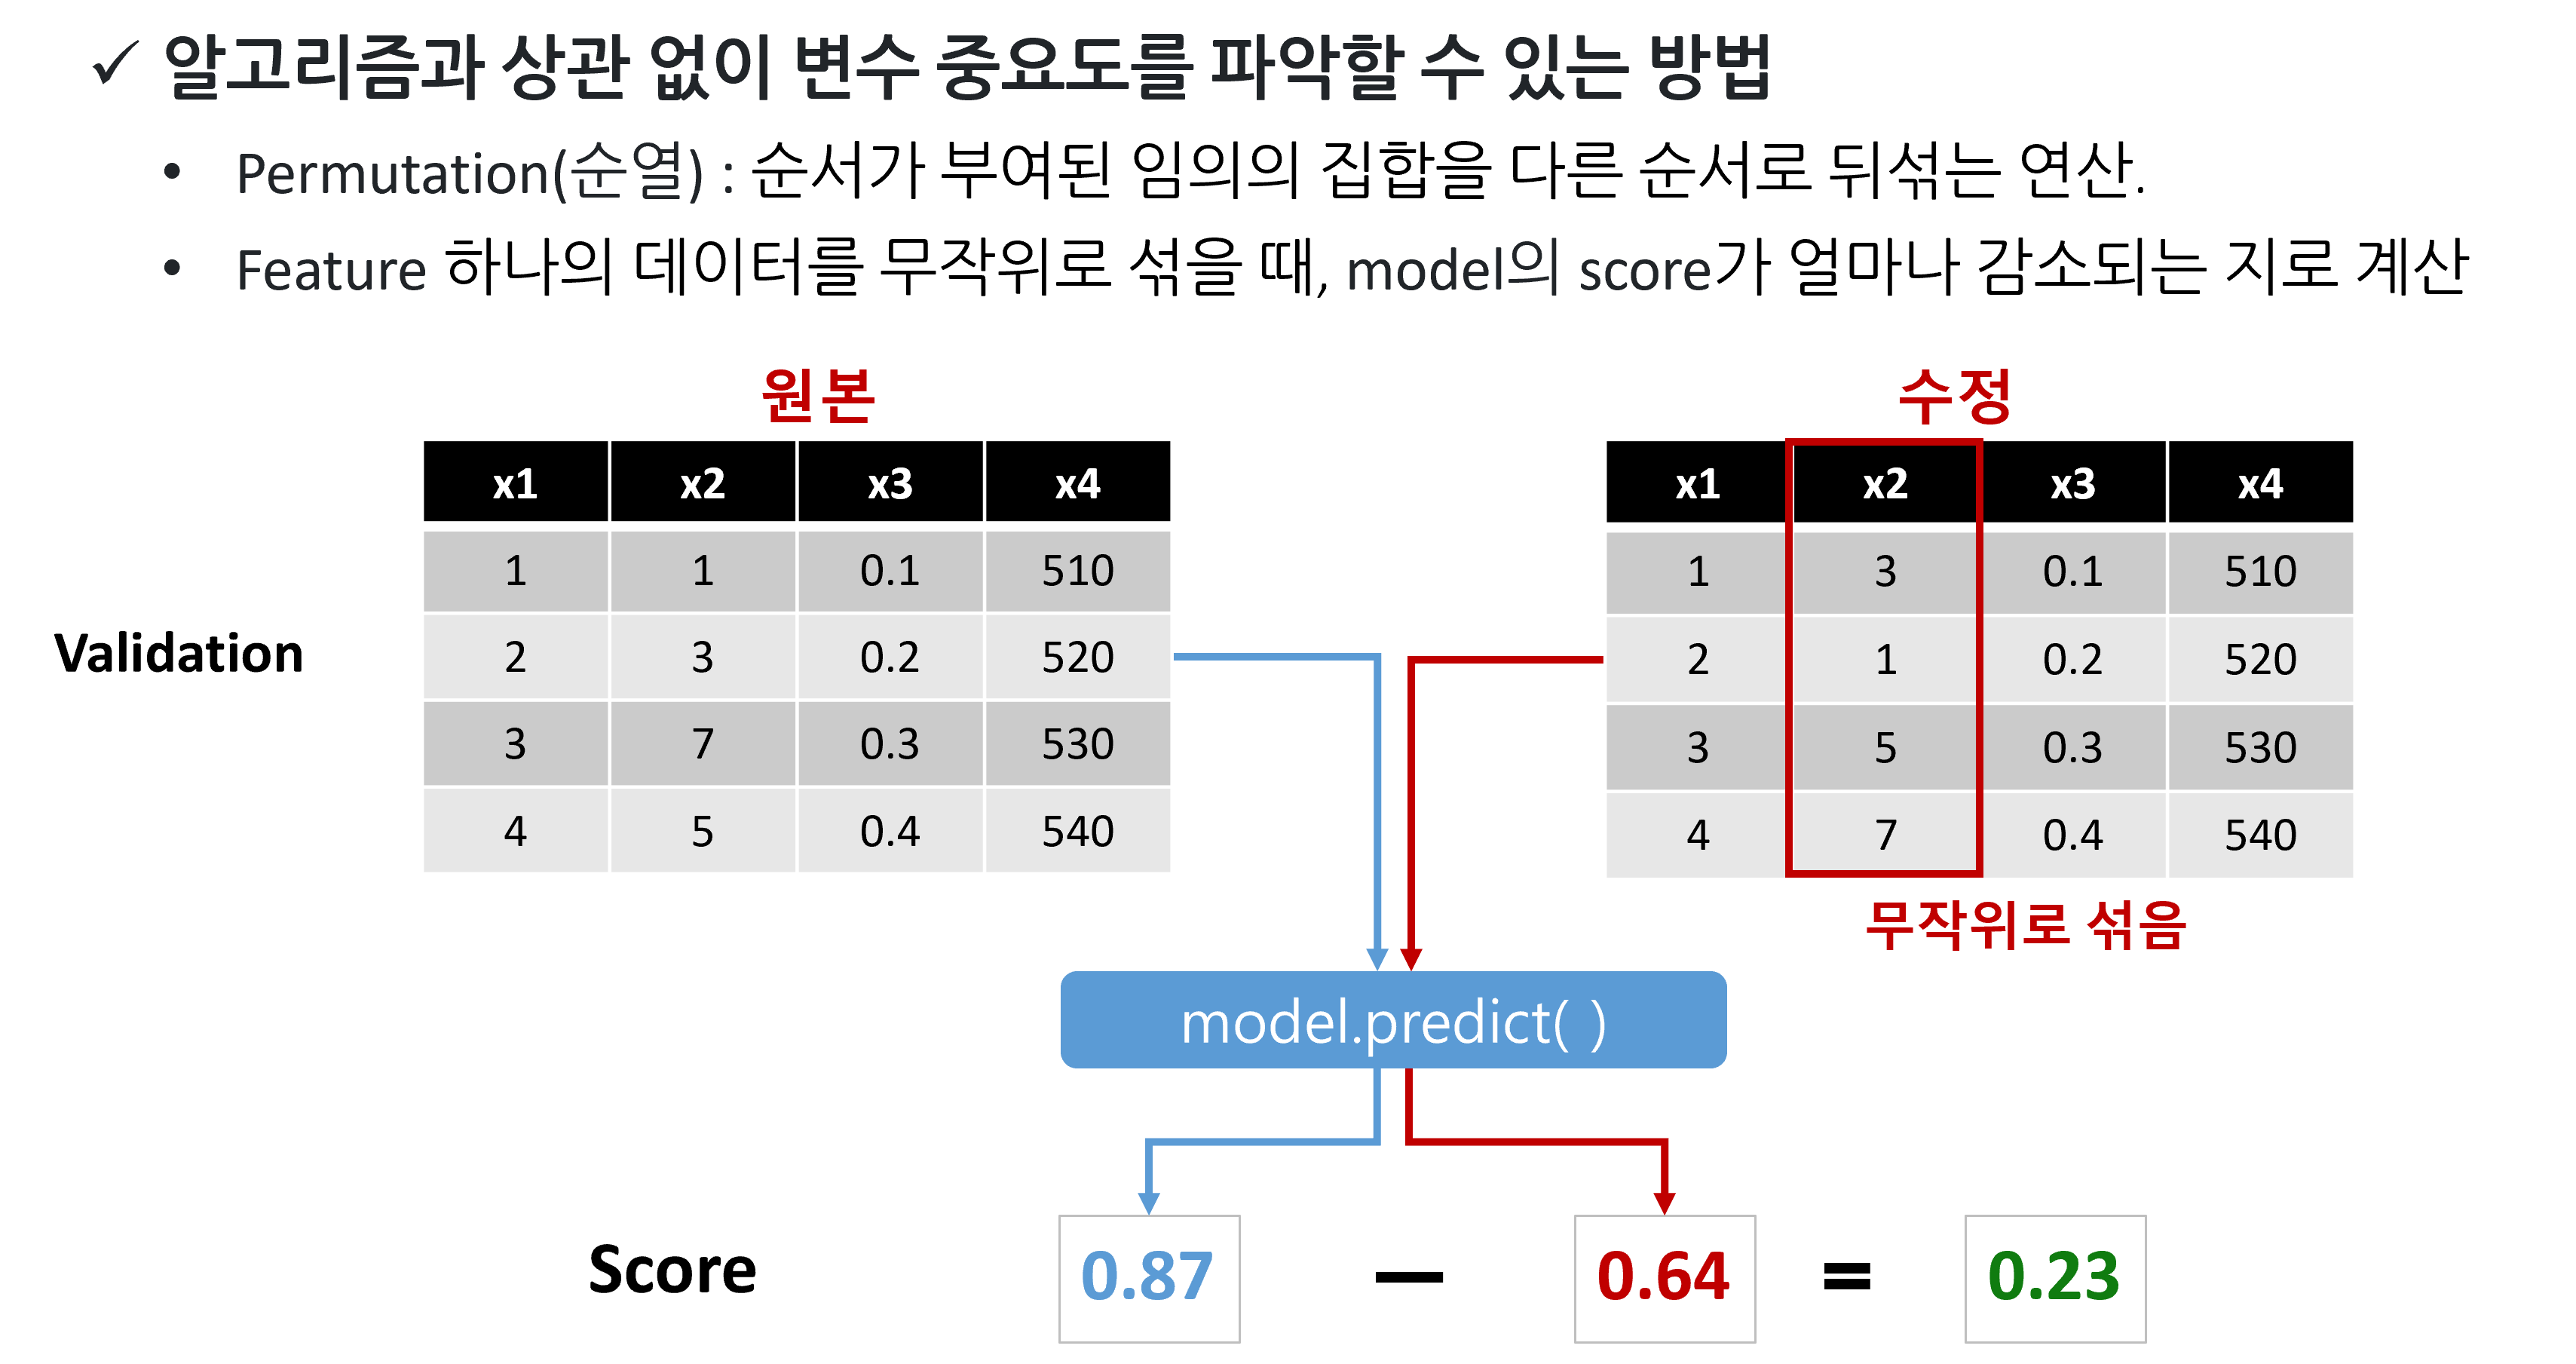 ✓ 알고리즘과 상관 없이 변수 중요도를 파악할 수 있는 방법
• Permutation(순열) : 순서가 부여된 임의의 집합을 다른 순서로 뒤섞는 연산.
• Feature 하나의 데이터를 무작위로 섞을 때, model의 score가 얼마나 감소되는 지로 계산
원본
x1 x2 x3 x4
1 1 0.1 510
2 3 0.2 520
3 7 0.3 530
4 5 0.4 540
Validation
수정
x1 x2 x3 x4
1 3 0.1 510
2 1 0.2 520
3 5 0.3 530
4 7 0.4 540
무작위로 섞음
model.predict( )
Score 0.87 — 0.64 = 0.23